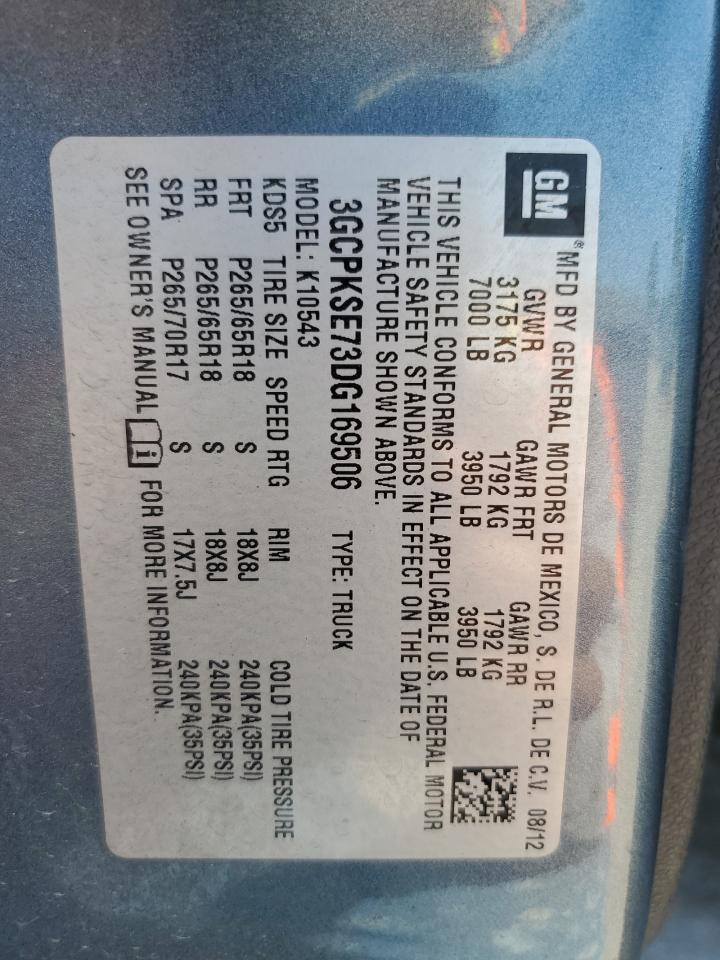 GM® MFD BY GENERAL MOTORS DE MEXICO, S. DE R.L. DE C.V. 08/12
GVWR GAWR FRT GAWR RR
3175 KG 1792 KG 1792 KG
7000 LB 3950 LB 3950 LB
THIS VEHICLE CONFORMS TO ALL APPLICABLE U.S. FEDERAL MOTOR
VEHICLE SAFETY STANDARDS IN EFFECT ON THE DATE OF
MANUFACTURE SHOWN ABOVE.
3GCPKSE73DG169506 TYPE: TRUCK
MODEL: K10543
KDS5 TIRE SIZE SPEED RTG RIM COLD TIRE PRESSURE
FRT P265/65R18 S 18X8J 240KPA(35PSI)
RR P265/65R18 S 18X8J 240KPA(35PSI)
SPA P265/70R17 S 17X7.5J 240KPA(35PSI)
SEE OWNER'S MANUAL i FOR MORE INFORMATION.